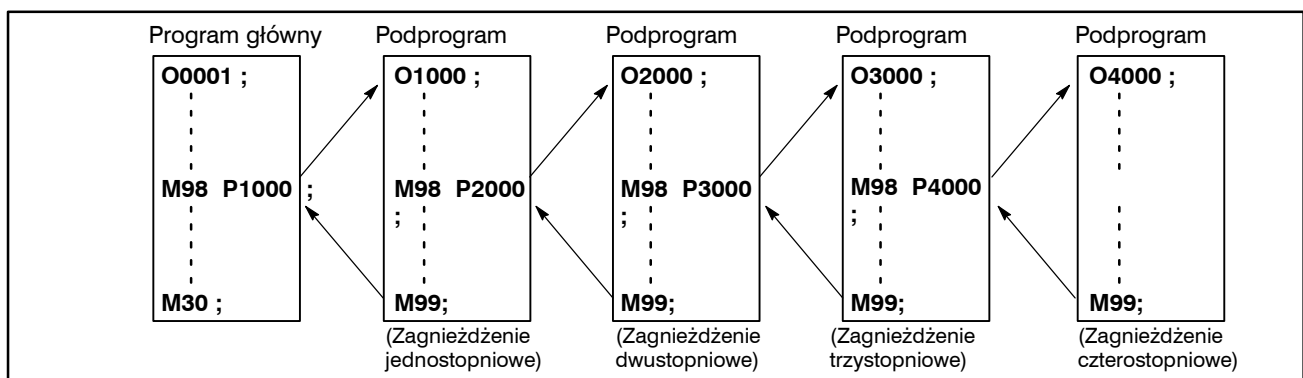 Program główny
O0001 ;
M98 P1000 ;
M30 ;
Podprogram
O1000 ;
M98 P2000
;
M99;
(Zagnieżdżenie
jednostopniowe)
Podprogram
O2000 ;
M98 P3000
;
M99;
(Zagnieżdżenie
dwustopniowe)
Podprogram
O3000 ;
M98 P4000
;
M99;
(Zagnieżdżenie
trzystopniowe)
Podprogram
O4000 ;
M99;
(Zagnieżdżenie
czterostopniowe)